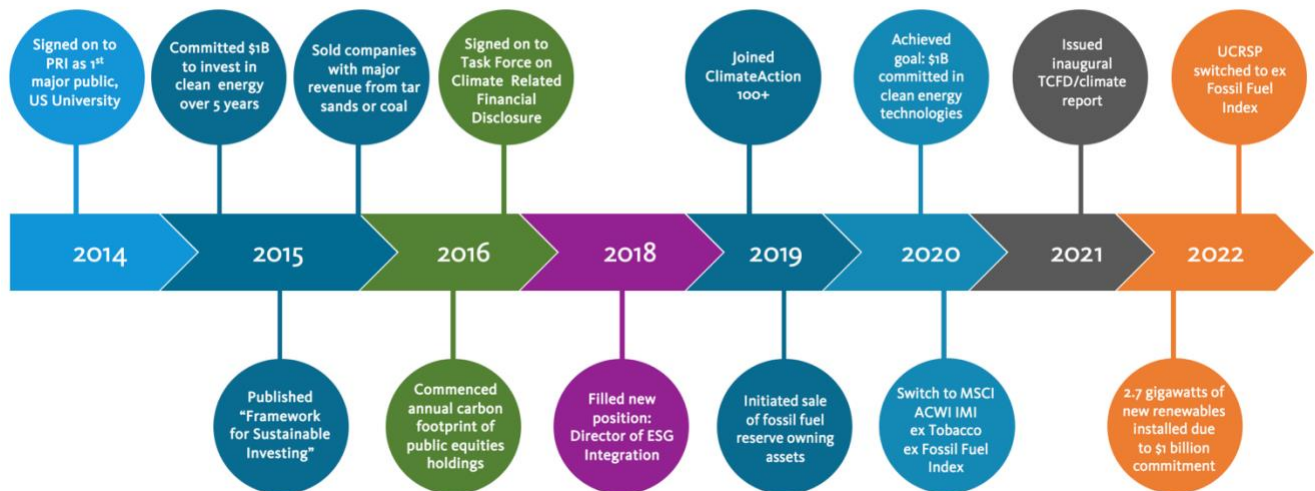 Signed on to
PRI as 1st
major public,
US University
Committed $1B
to invest in
clean energy
over 5 years
Sold companies
with major
revenue from tar
sands or coal
Signed on to
Task Force on
Climate Related
Financial
Disclosure
Joined
ClimateAction
100+
Achieved
goal: $1B
committed in
clean energy
technologies
Issued
inaugural
TCFD/climate
report
UCRSP
switched to ex
Fossil Fuel
Index
2014
2015
2016
2018
2019
2020
2021
2022
Published
“Framework
for Sustainable
Investing”
Commenced
annual carbon
footprint of
public equities
holdings
Filled new
position:
Director of ESG
Integration
Initiated sale
of fossil fuel
reserve owning
assets
Switch to MSCI
ACWI IMI
ex Tobacco
ex Fossil Fuel
Index
2.7 gigawatts of
new renewables
installed due
to $1 billion
commitment